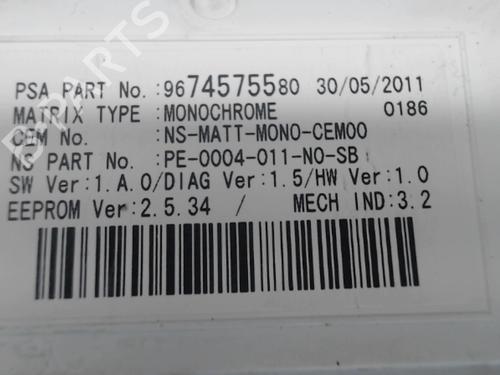 PSA PART No.:9674575580 30/05/2011
MATRIX TYPE :MONOCHROME 0186
COM No. :NS-MATT-MONO-CEM00
NS PART No. :PE-0004-011-NO-SB
SW Ver:1.A.0/DIAG Ver:1.5/HW Ver:1.0
EEPROM Ver:2.5.34 / MECH IND:3.2
B-PARTS